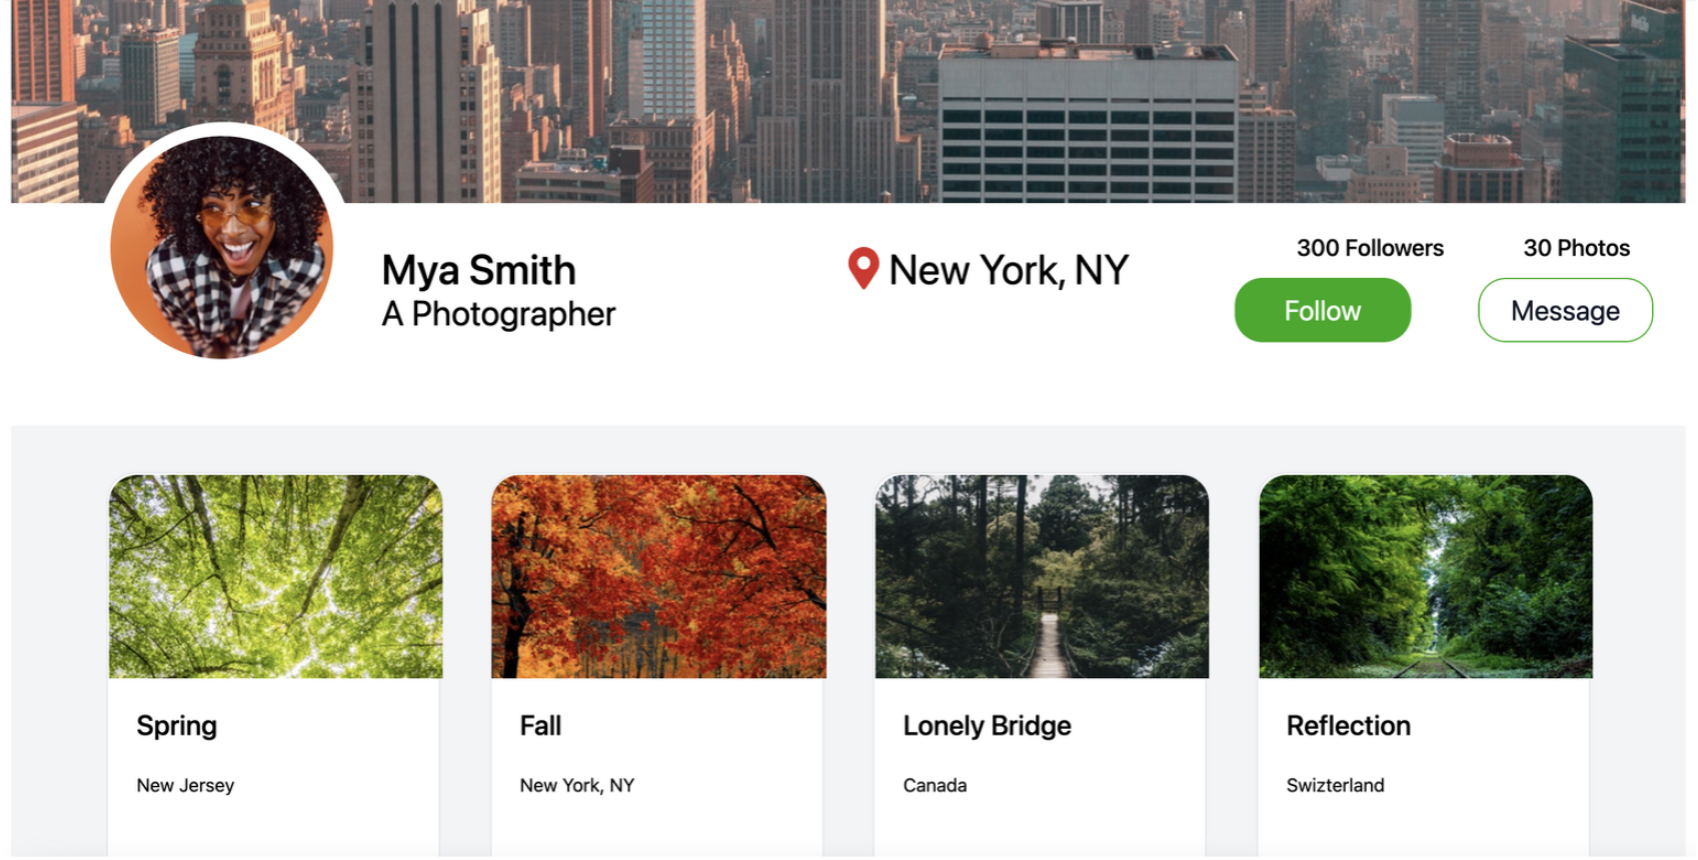 Mya Smith
A Photographer
New York, NY
300 Followers
30 Photos
Follow
Message
Spring
New Jersey
Fall
New York, NY
Lonely Bridge
Canada
Reflection
Swizterland